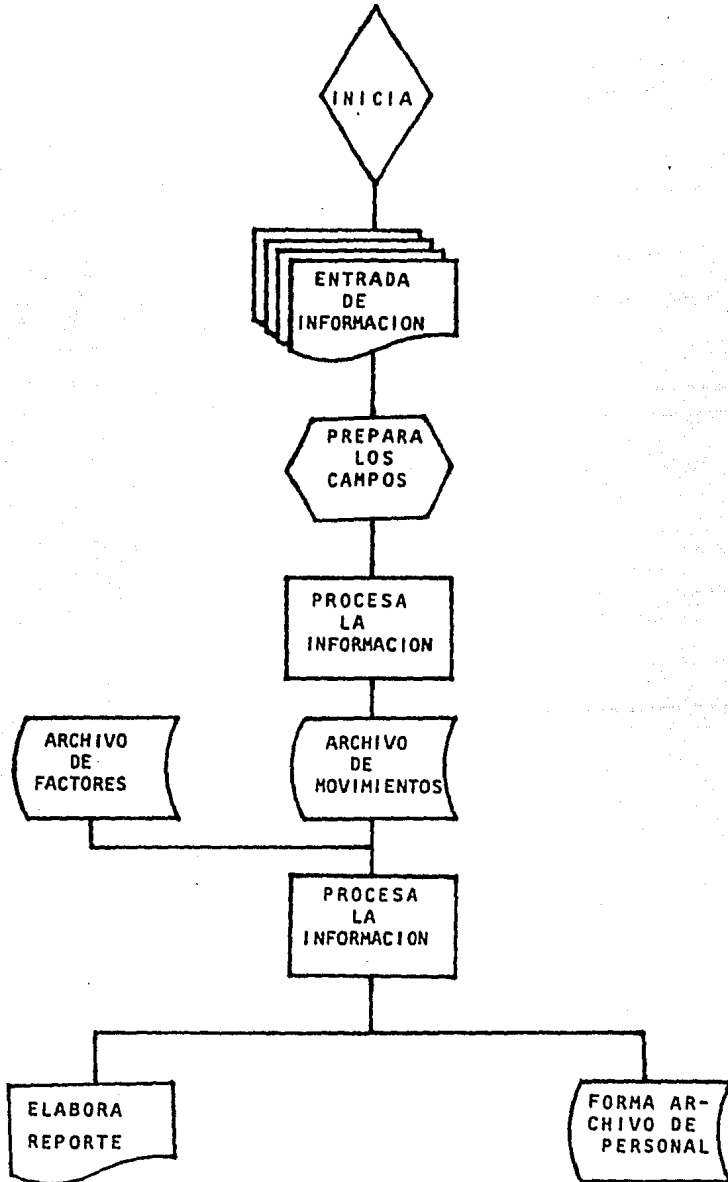 INICIA
ENTRADA
DE
INFORMACION
PREPARA
LOS
CAMPOS
PROCESA
LA
INFORMACION
ARCHIVO
DE
FACTORES
ARCHIVO
DE
MOVIMIENTOS
PROCESA
LA
INFORMACION
ELABORA
REPORTE
FORMA AR-
CHIVO DE
PERSONAL